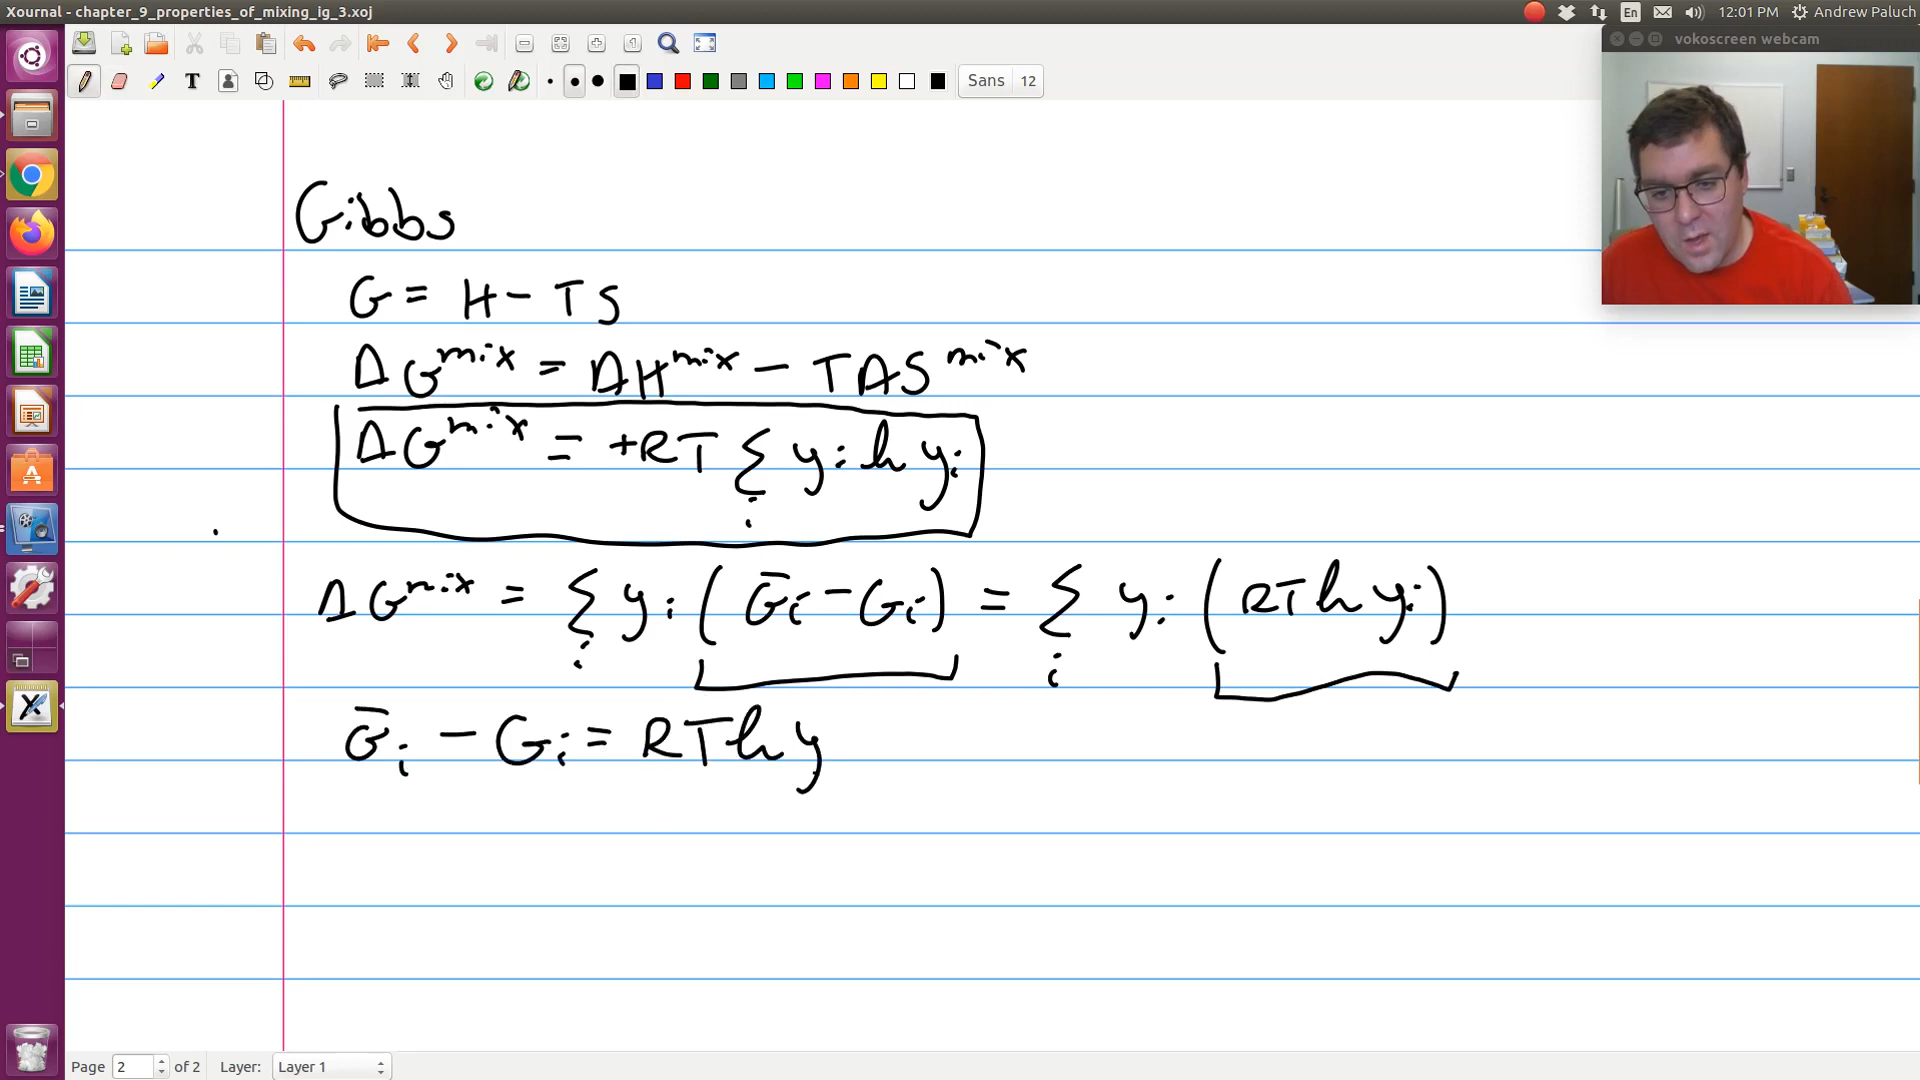 Xournal - chapter_9_properties_of_mixing_ig_3.xoj
En 12:01 PM Andrew Paluch
vokoscreen webcam
Sans 12
Gibbs
G = H - TS
ΔG^mix = ΔH^mix - TΔS^mix
ΔG^mix = +RT Σ_i y_i ln y_i
ΔG^mix = Σ_i y_i (Ḡ_i - G_i) = Σ_i y_i (RT ln y_i)
Ḡ_i - G_i = RT ln y
Page 2 of 2 Layer: Layer 1